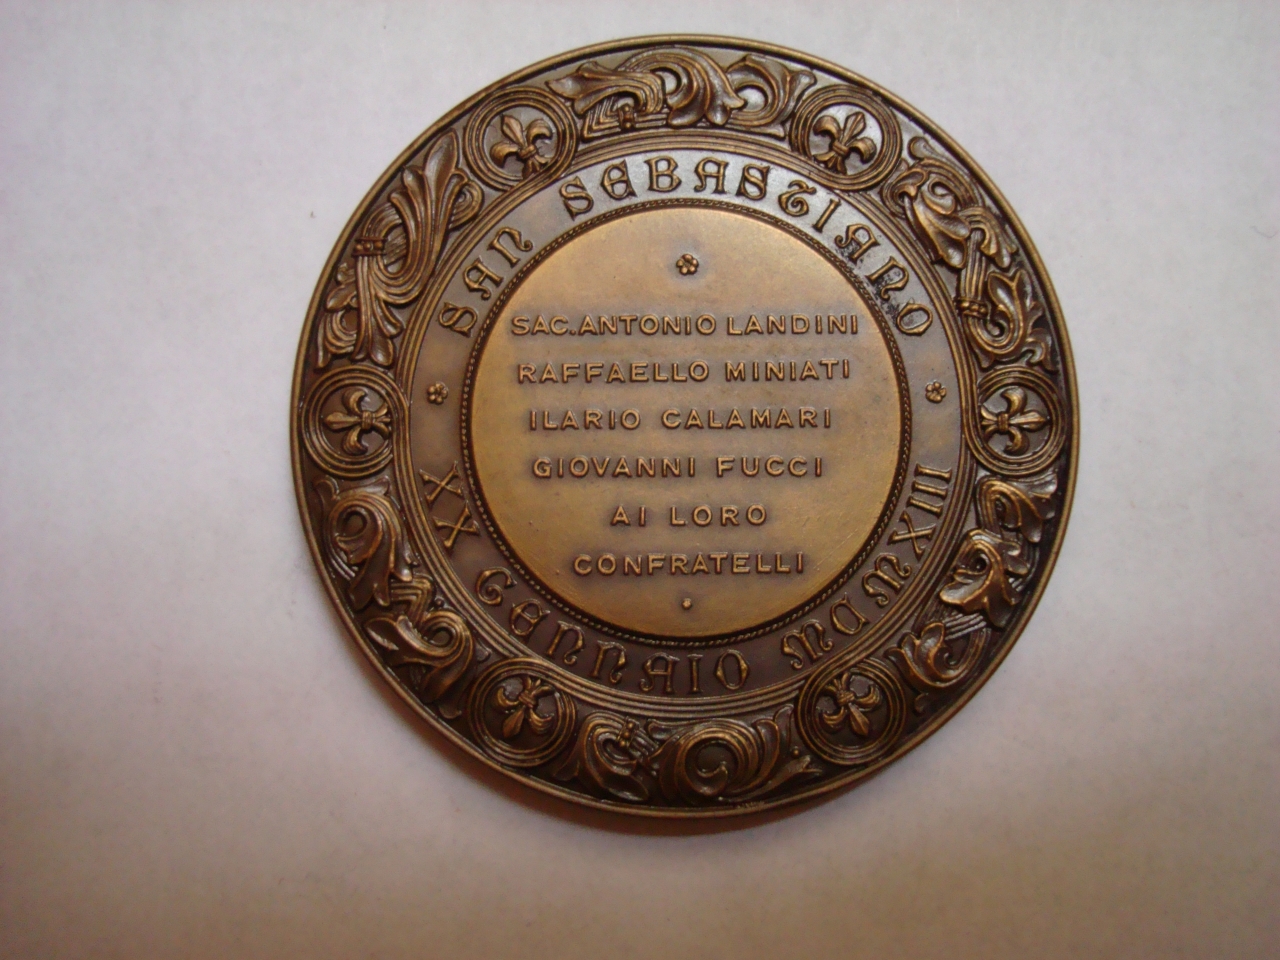 SAN SEBASTIANO
SAC. ANTONIO LANDINI
RAFFAELLO MINIATI
ILARIO CALAMARI
GIOVANNI FUCCI
AI LORO
CONFRATELLI
XX GENNAIO MCMXIII